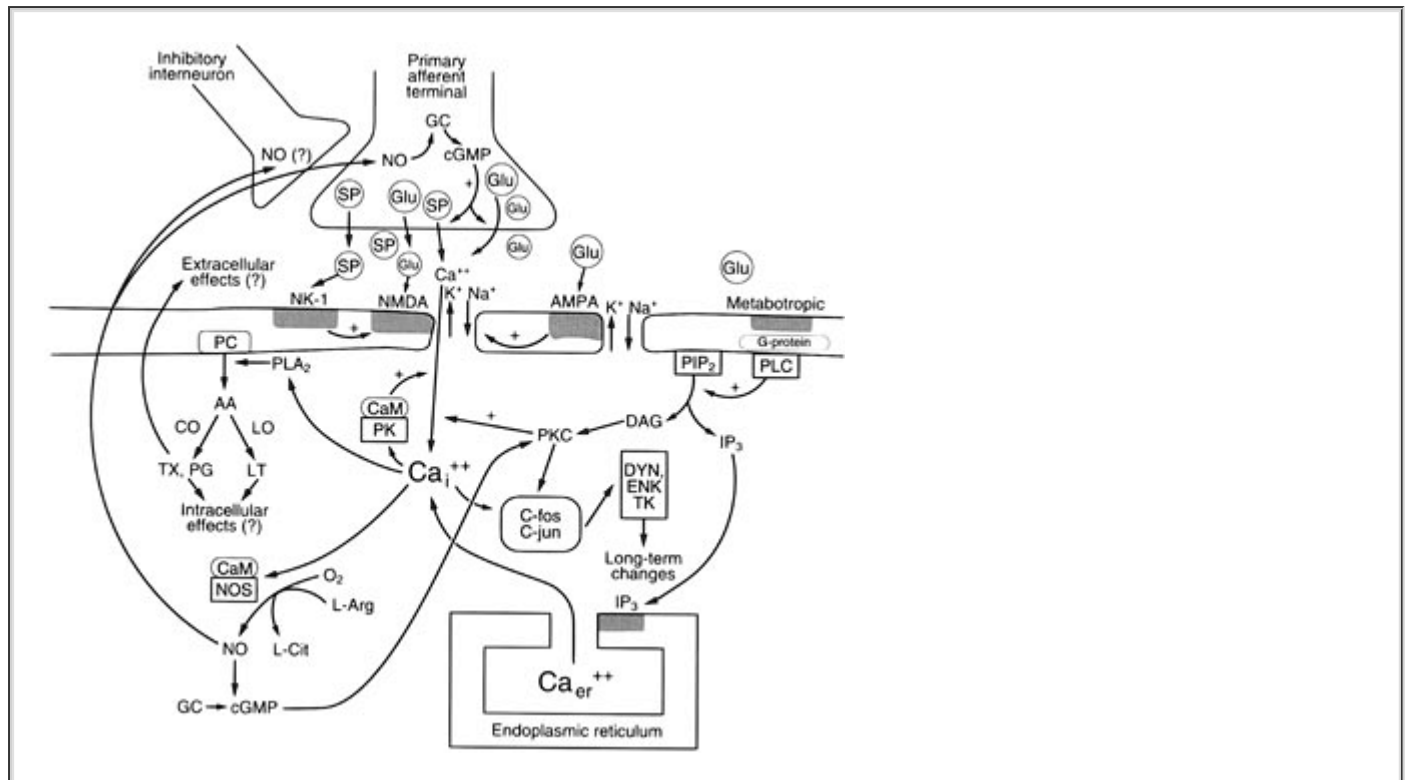 Inhibitory
interneuron
Primary
afferent
terminal
GC
NO (?)
NO
cGMP
+
Glu
SP
Glu
SP
Glu
SP
Glu
Glu
Glu
SP
Glu
Extracellular
effects (?)
Ca++
K+ Na+
NK-1
NMDA
AMPA
K+ Na+
Metabotropic
+
+
G-protein
PC
PLA2
PIP2
PLC
+
+
CaM
PK
AA
CO
LO
+
PKC
DAG
IP3
TX, PG
LT
Cai++
DYN,
ENK
TK
Intracellular
effects (?)
C-fos
C-jun
Long-term
changes
CaM
NOS
O2
L-Arg
IP3
NO
L-Cit
Caer++
GC
cGMP
Endoplasmic reticulum